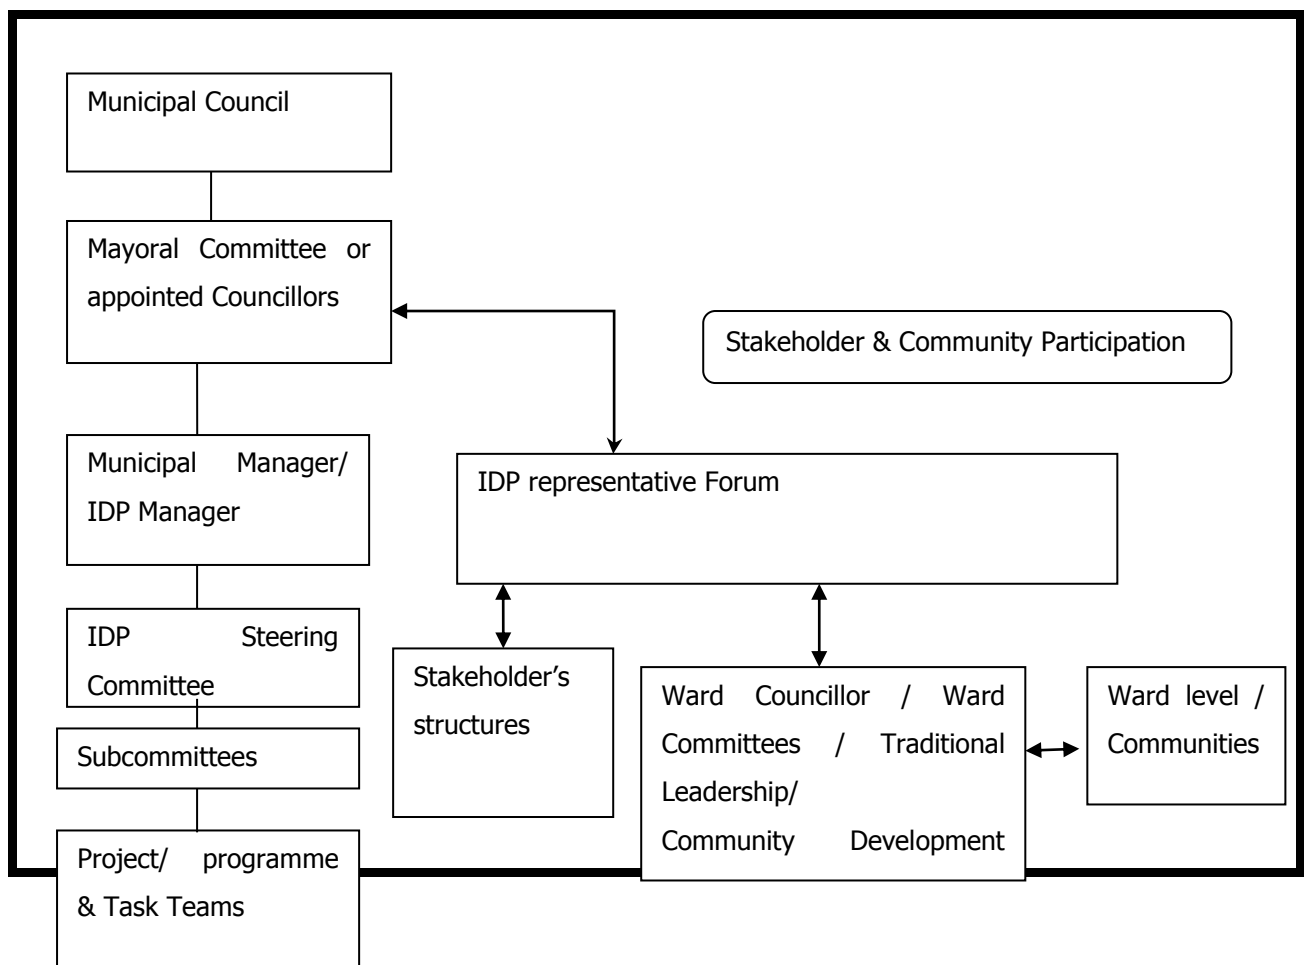 Municipal Council
Mayoral Committee or
appointed Councillors
Stakeholder & Community Participation
Municipal Manager/
IDP Manager
IDP representative Forum
IDP Steering
Committee
Stakeholder’s
structures
Ward Councillor / Ward
Committees / Traditional
Leadership/
Community Development
Ward level /
Communities
Subcommittees
Project/ programme
& Task Teams